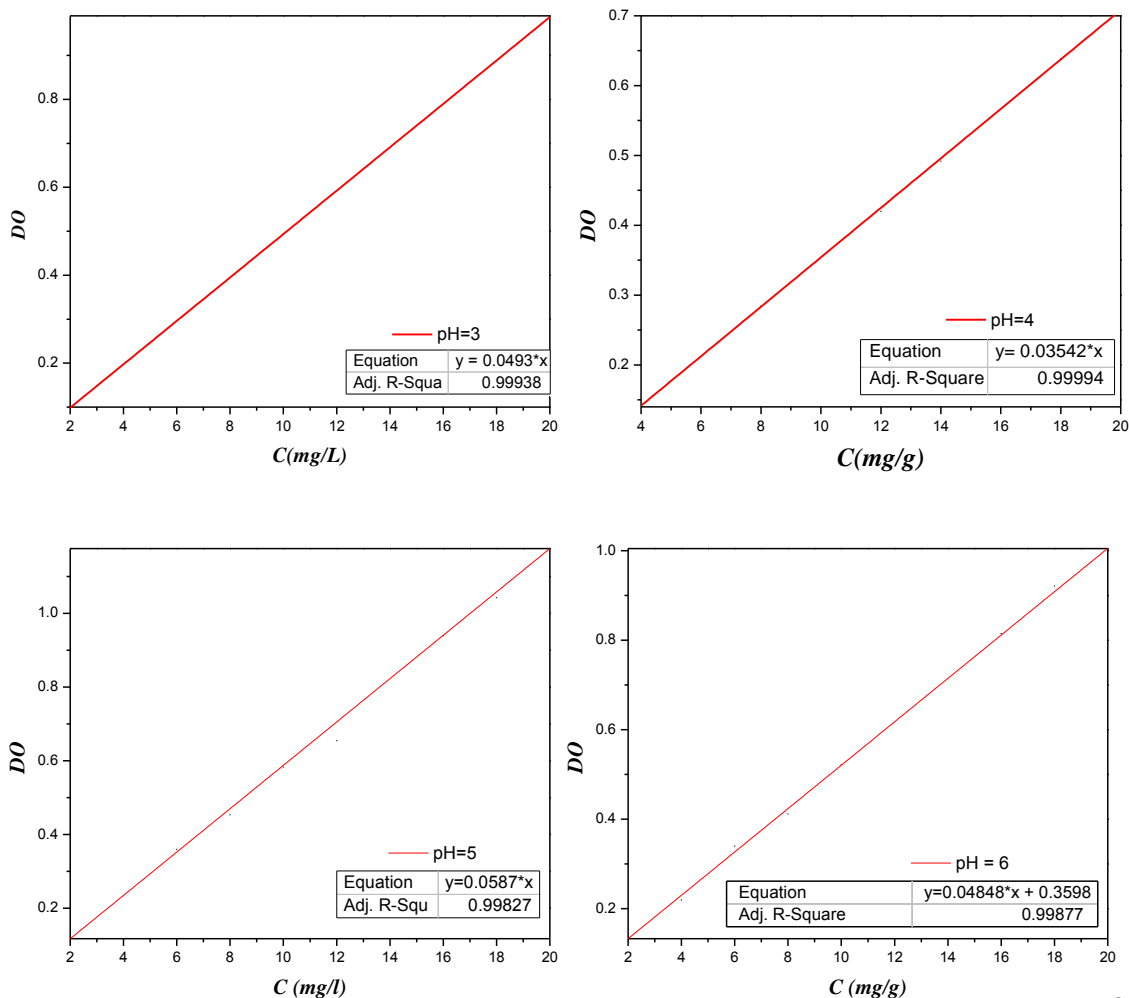 DO
0.8
0.6
0.4
0.2
2 4 6 8 10 12 14 16 18 20
C(mg/L)
pH=3
Equation y = 0.0493*x
Adj. R-Squa 0.99938
DO
0.7
0.6
0.5
0.4
0.3
0.2
4 6 8 10 12 14 16 18 20
C(mg/g)
pH=4
Equation y= 0.03542*x
Adj. R-Square 0.99994
DO
1.0
0.8
0.6
0.4
0.2
2 4 6 8 10 12 14 16 18 20
C (mg/l)
pH=5
Equation y=0.0587*x
Adj. R-Squ 0.99827
DO
1.0
0.8
0.6
0.4
0.2
2 4 6 8 10 12 14 16 18 20
C (mg/g)
pH = 6
Equation y=0.04848*x + 0.3598
Adj. R-Square 0.99877